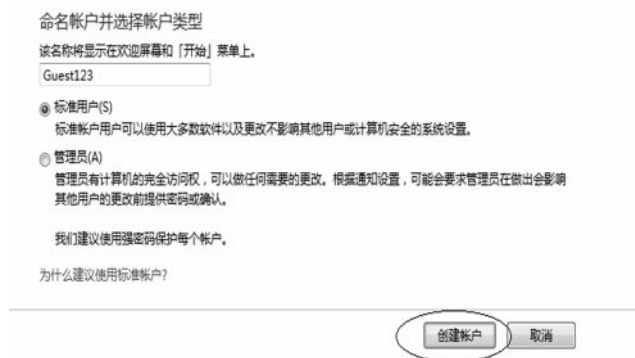 命名帐户并选择帐户类型
该名称将显示在欢迎屏幕和「开始」菜单上。
Guest123
标准用户(S)
标准帐户用户可以使用大多数软件以及更改不影响其他用户或计算机安全的系统设置。
管理员(A)
管理员有计算机的完全访问权，可以做任何需要的更改。根据通知设置，可能会要求管理员在做出会影响
其他用户的更改前提供密码或确认。
我们建议使用强密码保护每个帐户。
为什么建议使用标准帐户?
创建帐户 取消